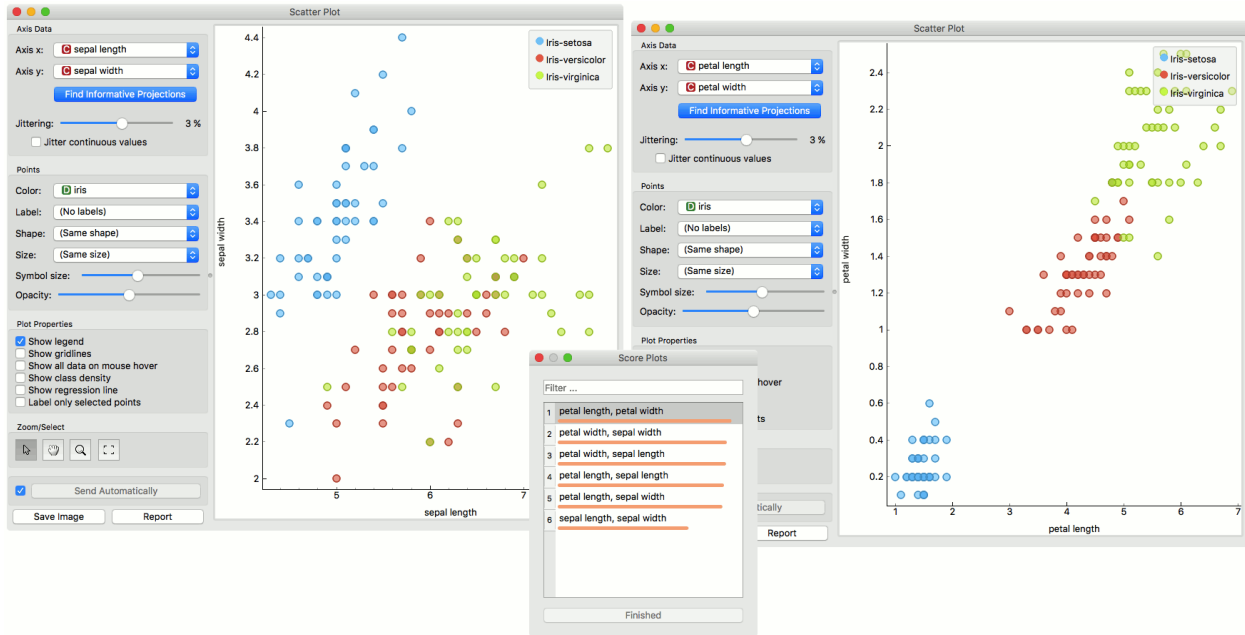 Scatter Plot
Axis Data
Axis x: C sepal length
Axis y: C sepal width
Find Informative Projections
Jittering: 3 %
Jitter continuous values
Points
Color: D iris
Label: (No labels)
Shape: (Same shape)
Size: (Same size)
Symbol size:
Opacity:
Plot Properties
Show legend
Show gridlines
Show all data on mouse hover
Show class density
Show regression line
Label only selected points
Zoom/Select
Send Automatically
Save Image Report
4.4
4.2
4
3.8
3.6
3.4
3.2
3
2.8
2.6
2.4
2.2
2
sepal width
5 6 7
sepal length
Iris-setosa
Iris-versicolor
Iris-virginica
Scatter Plot
Axis Data
Axis x: C petal length
Axis y: C petal width
Find Informative Projections
Jittering: 3 %
Jitter continuous values
Points
Color: D iris
Label: (No labels)
Shape: (Same shape)
Size: (Same size)
Symbol size:
Opacity:
Plot Properties
hover
ts
tically
Report
2.4
2.2
2
1.8
1.6
1.4
1.2
1
0.8
0.6
0.4
0.2
petal width
1 2 3 4 5 6 7
petal length
Iris-setosa
Iris-versicolor
Iris-virginica
Score Plots
Filter ...
1 petal length, petal width
2 petal width, sepal width
3 petal width, sepal length
4 petal length, sepal length
5 petal length, sepal width
6 sepal length, sepal width
Finished